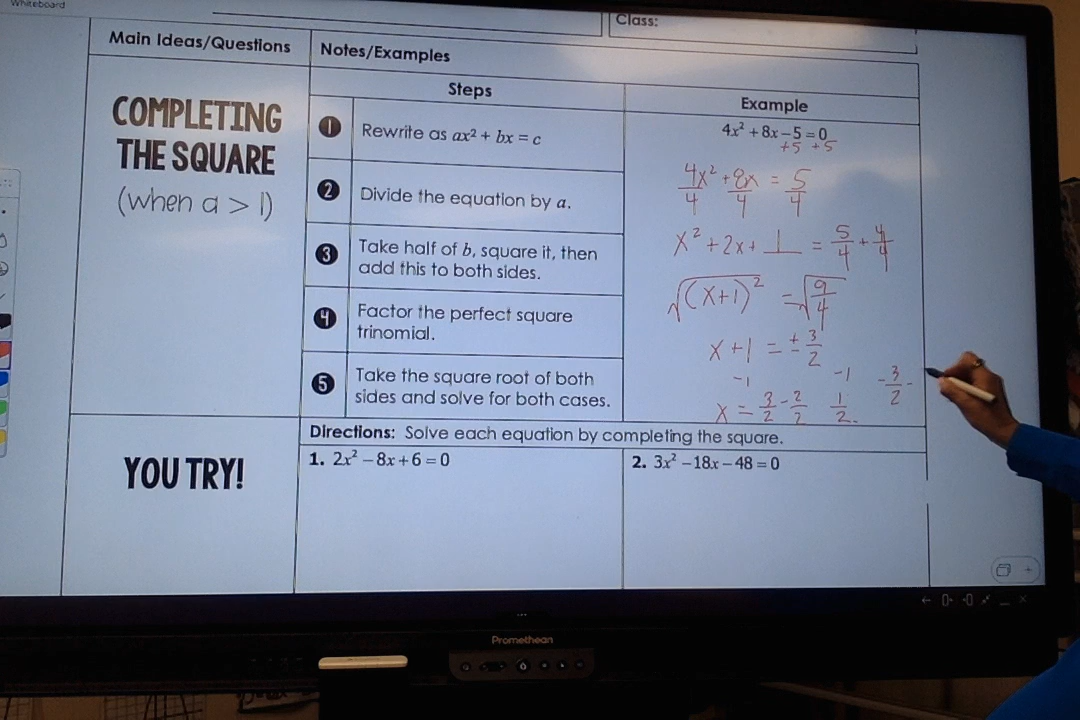 Whiteboard
Class:
Main Ideas/Questions
Notes/Examples
COMPLETING
THE SQUARE
(when a > 1)
Steps
Example
1 Rewrite as ax² + bx = c
2 Divide the equation by a.
3 Take half of b, square it, then
add this to both sides.
4 Factor the perfect square
trinomial.
5 Take the square root of both
sides and solve for both cases.
4x² + 8x – 5 = 0
+5 +5
4x²/4 + 8x/4 = 5/4
x² + 2x + 1 = 5/4 + 4/4
√(x+1)² = √9/4
x + 1 = ± 3/2
-1 -1
x = 3/2 - 2/2 1/2 -3/2 -
YOU TRY!
Directions: Solve each equation by completing the square.
1. 2x² – 8x + 6 = 0
2. 3x² – 18x – 48 = 0
Promethean